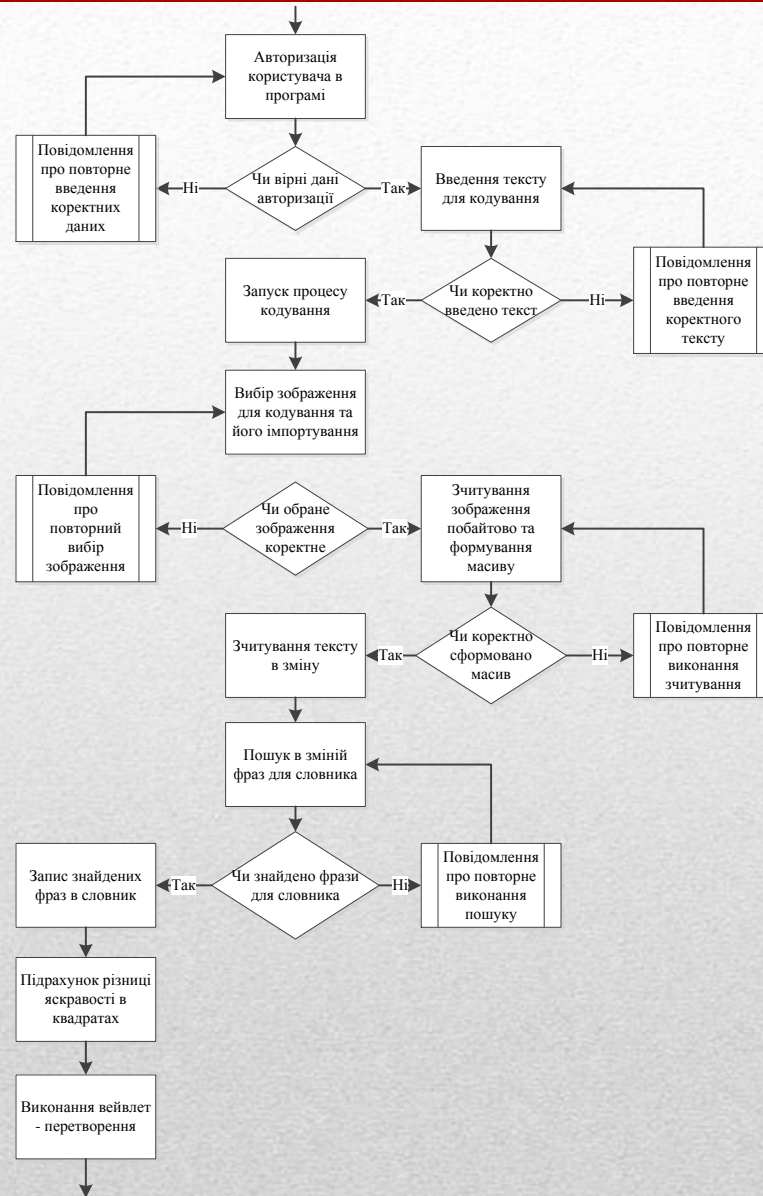 Авторизація
користувача в
програмі
Повідомлення
про повторне
введення
коректних
даних
Ні
Чи вірні дані
авторизації
Так
Введення тексту
для кодування
Запуск процесу
кодування
Так
Чи коректно
введено текст
Ні
Повідомлення
про повторне
введення
коректного
тексту
Вибір зображення
для кодування та
його імпортування
Повідомлення
про
повторний
вибір
зображення
Ні
Чи обране
зображення
коректне
Так
Зчитування
зображення
побайтово та
формування
масиву
Зчитування тексту
в зміну
Так
Чи коректно
сформовано
масив
Ні
Повідомлення
про повторне
виконання
зчитування
Пошук в зміній
фраз для словника
Запис знайдених
фраз в словник
Так
Чи знайдено фрази
для словника
Ні
Повідомлення
про повторне
виконання
пошуку
Підрахунок різниці
яскравості в
квадратах
Виконання вейвлет
- перетворення